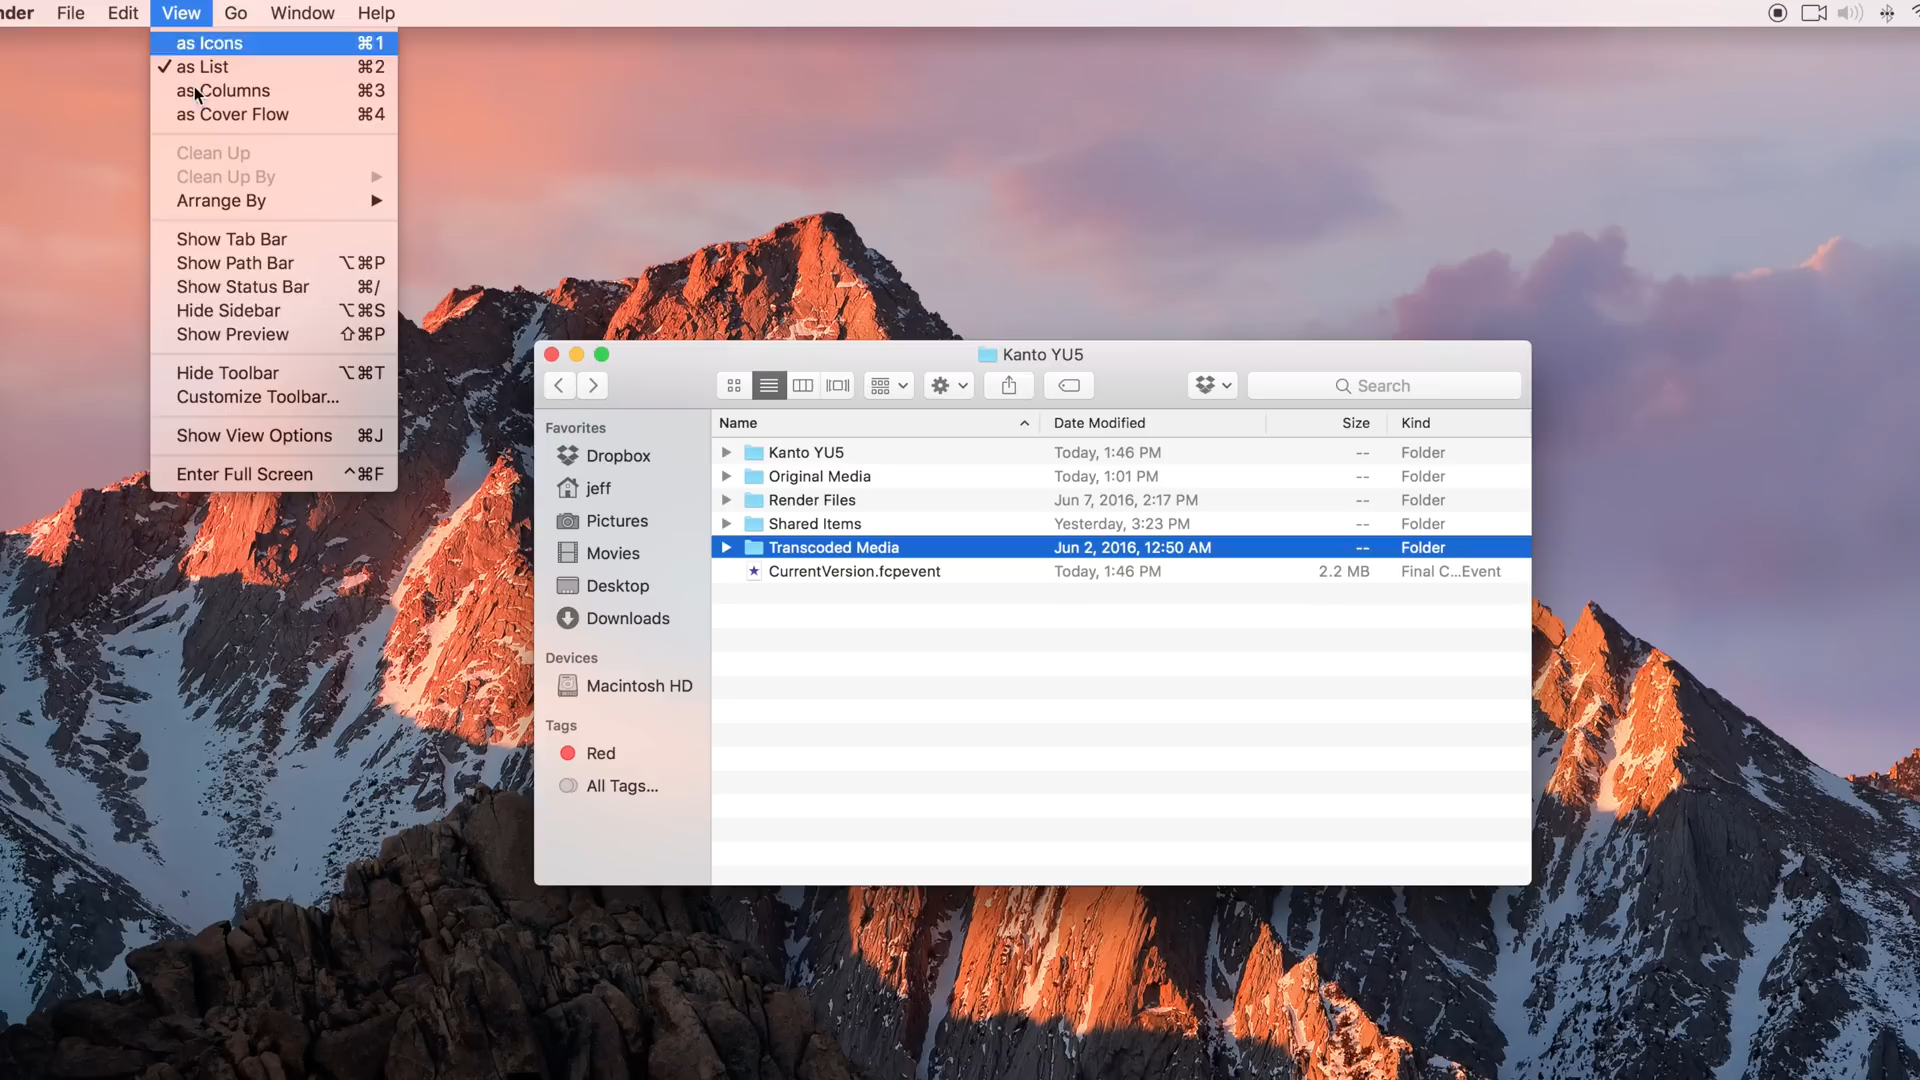 nder File Edit View Go Window Help
as Icons ⌘1
✓ as List ⌘2
as Columns ⌘3
as Cover Flow ⌘4
Clean Up
Clean Up By ▶
Arrange By ▶
Show Tab Bar
Show Path Bar ⌥⌘P
Show Status Bar ⌘/
Hide Sidebar ⌥⌘S
Show Preview ⇧⌘P
Hide Toolbar ⌥⌘T
Customize Toolbar...
Show View Options ⌘J
Enter Full Screen ^⌘F
Kanto YU5
Search
Favorites
Dropbox
jeff
Pictures
Movies
Desktop
Downloads
Devices
Macintosh HD
Tags
Red
All Tags...
Name Date Modified Size Kind
Kanto YU5 Today, 1:46 PM -- Folder
Original Media Today, 1:01 PM -- Folder
Render Files Jun 7, 2016, 2:17 PM -- Folder
Shared Items Yesterday, 3:23 PM -- Folder
Transcoded Media Jun 2, 2016, 12:50 AM -- Folder
CurrentVersion.fcpevent Today, 1:46 PM 2.2 MB Final C...Event